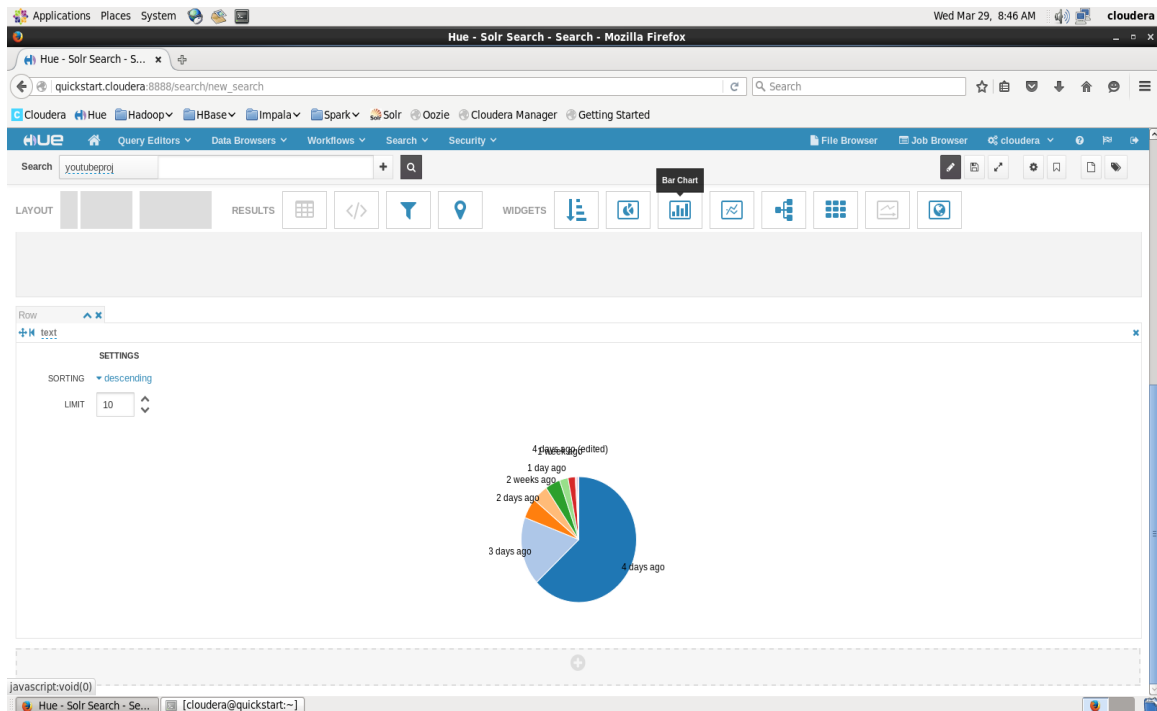 Applications Places System Wed Mar 29, 8:46 AM cloudera
Hue - Solr Search - Search - Mozilla Firefox
Hue - Solr Search - S...
quickstart.cloudera:8888/search/new_search Search
Cloudera Hue Hadoop HBase Impala Spark Solr Oozie Cloudera Manager Getting Started
HUE Query Editors Data Browsers Workflows Search Security File Browser Job Browser cloudera
Search youtubeproj
Bar Chart
LAYOUT RESULTS WIDGETS
Row
text
SETTINGS
SORTING descending
LIMIT 10
4 days ago (edited)
1 week ago
1 day ago
2 weeks ago
2 days ago
3 days ago
4 days ago
javascript:void(0)
Hue - Solr Search - Se... [cloudera@quickstart:~]